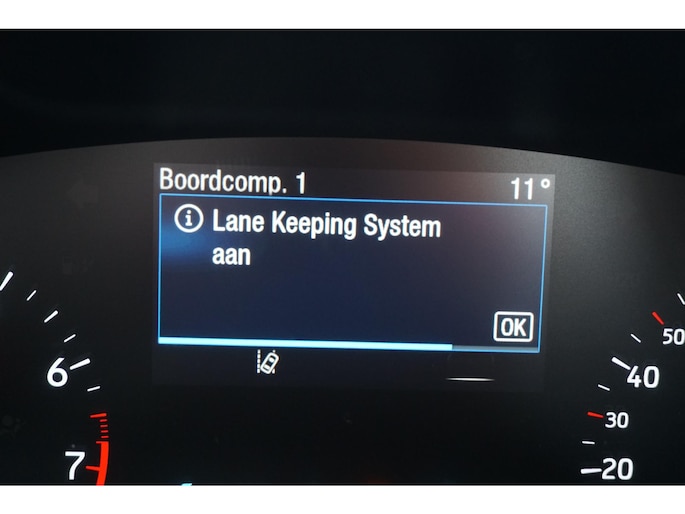 Boordcomp. 1 11°
Lane Keeping System
aan
OK
6
7
50
40
30
20